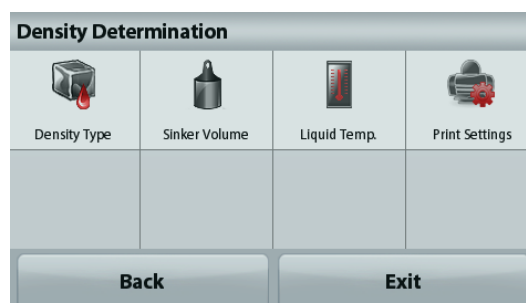 Density Determination
Density Type Sinker Volume Liquid Temp. Print Settings
Back Exit